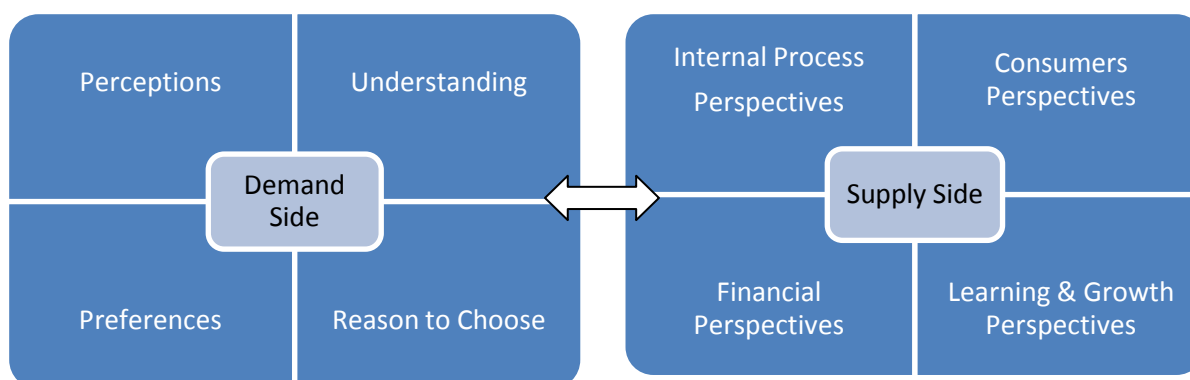 Perceptions
Understanding
Demand
Side
Preferences
Reason to Choose
Internal Process
Perspectives
Consumers
Perspectives
Supply Side
Financial
Perspectives
Learning & Growth
Perspectives